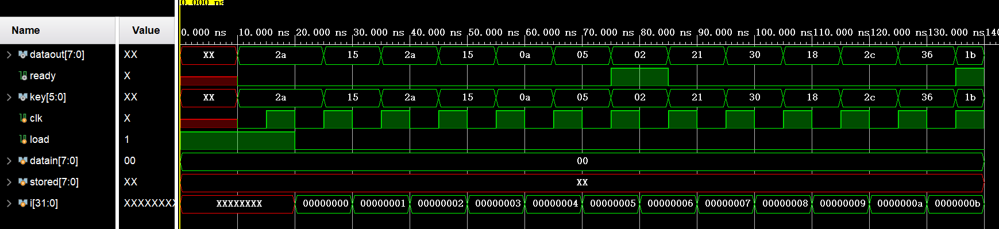 0.000 ns
Name Value 0.000 ns 10.000 ns 20.000 ns 30.000 ns 40.000 ns 50.000 ns 60.000 ns 70.000 ns 80.000 ns 90.000 ns 100.000 ns 110.000 ns 120.000 ns 130.000 ns 140
dataout[7:0] XX XX 2a 15 2a 15 0a 05 02 21 30 18 2c 36 1b
ready X
key[5:0] XX XX 2a 15 2a 15 0a 05 02 21 30 18 2c 36 1b
clk X
load 1
datain[7:0] 00 00
stored[7:0] XX XX
i[31:0] XXXXXXXX XXXXXXXX 00000000 00000001 00000002 00000003 00000004 00000005 00000006 00000007 00000008 00000009 0000000a 0000000b